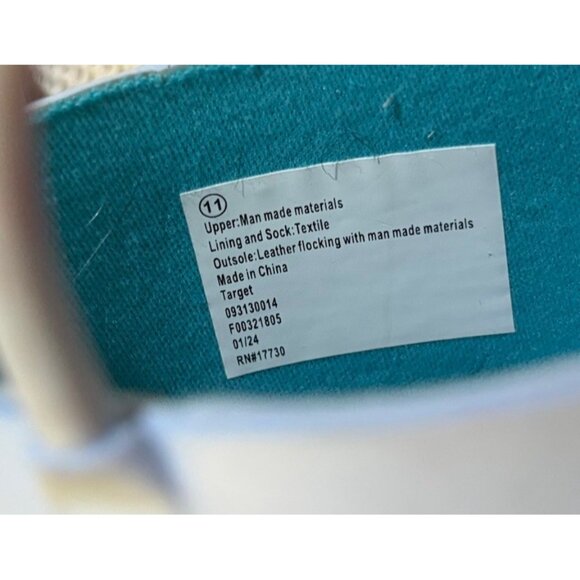 11
Upper:Man made materials
Lining and Sock:Textile
Outsole:Leather flocking with man made materials
Made in China
Target
093130014
F00321805
01/24
RN#17730